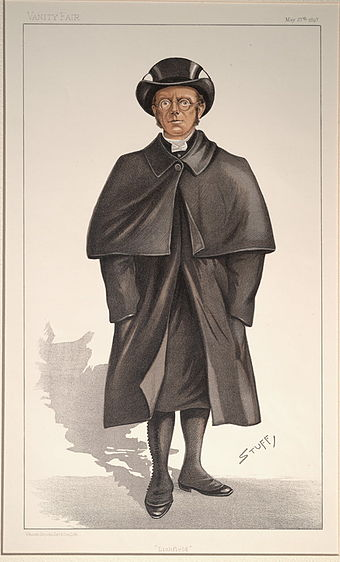 VANITY FAIR
May 27th 1897
STUFF
"Lichfield"